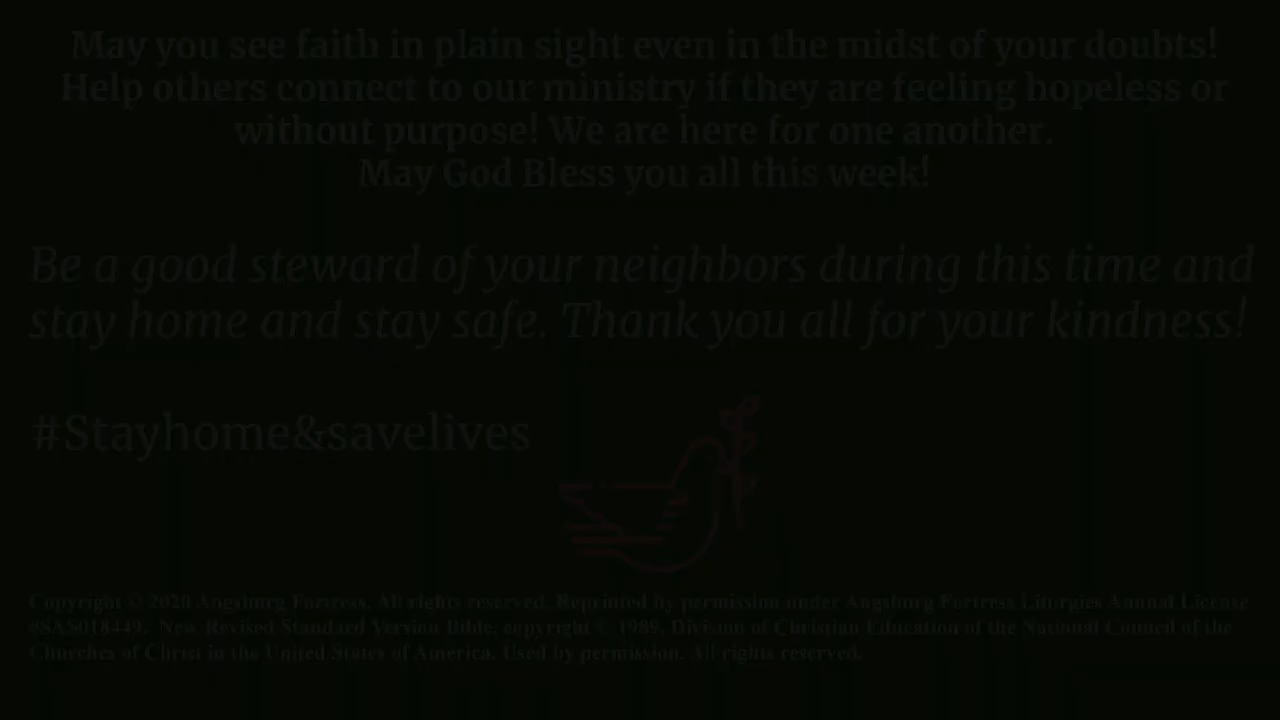 May you see faith in plain sight even in the midst of your doubts!
Help others connect to our ministry if they are feeling hopeless or
without purpose! We are here for one another.
May God Bless you all this week!
Be a good steward of your neighbors during this time and
stay home and stay safe. Thank you all for your kindness!
#Stayhome&savelives
Copyright © 2020 Augsburg Fortress. All rights reserved. Reprinted by permission under Augsburg Fortress Liturgies Annual License
#SAS018449. New Revised Standard Version Bible, copyright © 1989, Division of Christian Education of the National Council of the
Churches of Christ in the United States of America. Used by permission. All rights reserved.